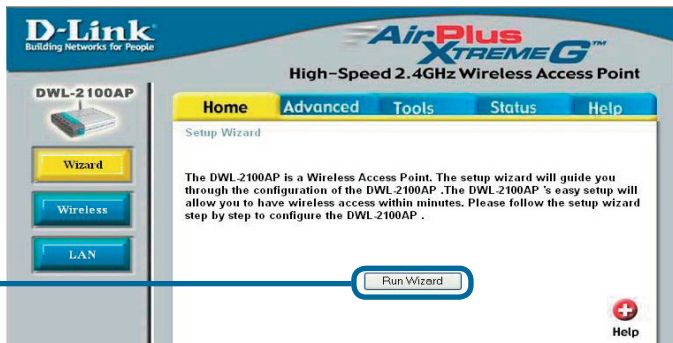 D-Link
Building Networks for People
AirPlus
XTREME G™
High-Speed 2.4GHz Wireless Access Point
DWL-2100AP
Home Advanced Tools Status Help
Setup Wizard
Wizard
Wireless
LAN
The DWL-2100AP is a Wireless Access Point. The setup wizard will guide you
through the configuration of the DWL-2100AP .The DWL-2100AP 's easy setup will
allow you to have wireless access within minutes. Please follow the setup wizard
step by step to configure the DWL-2100AP .
Run Wizard
Help